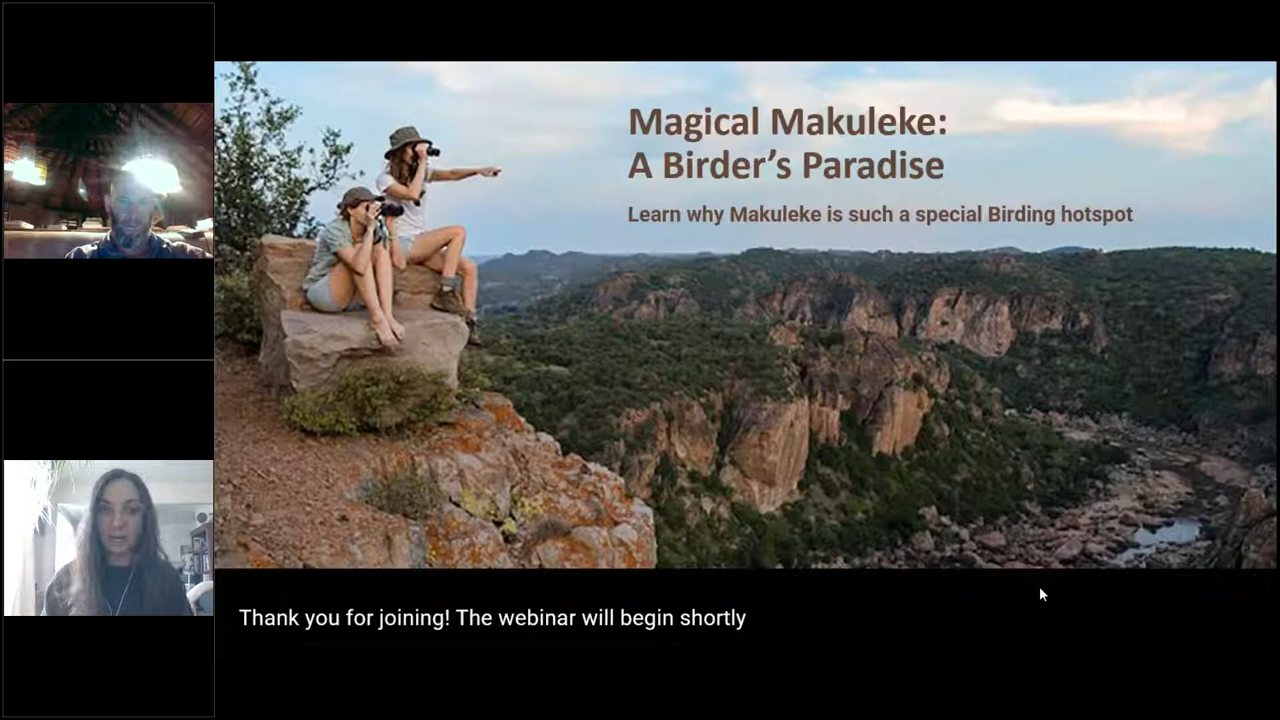 Magical Makuleke:
A Birder’s Paradise
Learn why Makuleke is such a special Birding hotspot
Thank you for joining! The webinar will begin shortly